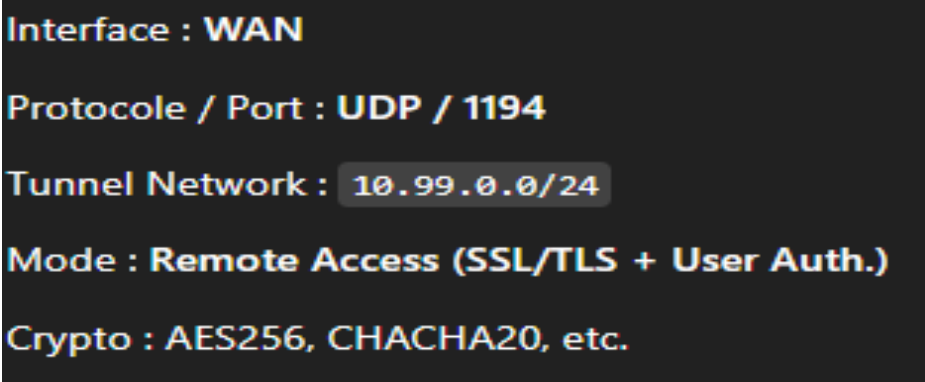 Interface : WAN
Protocole / Port : UDP / 1194
Tunnel Network : 10.99.0.0/24
Mode : Remote Access (SSL/TLS + User Auth.)
Crypto : AES256, CHACHA20, etc.